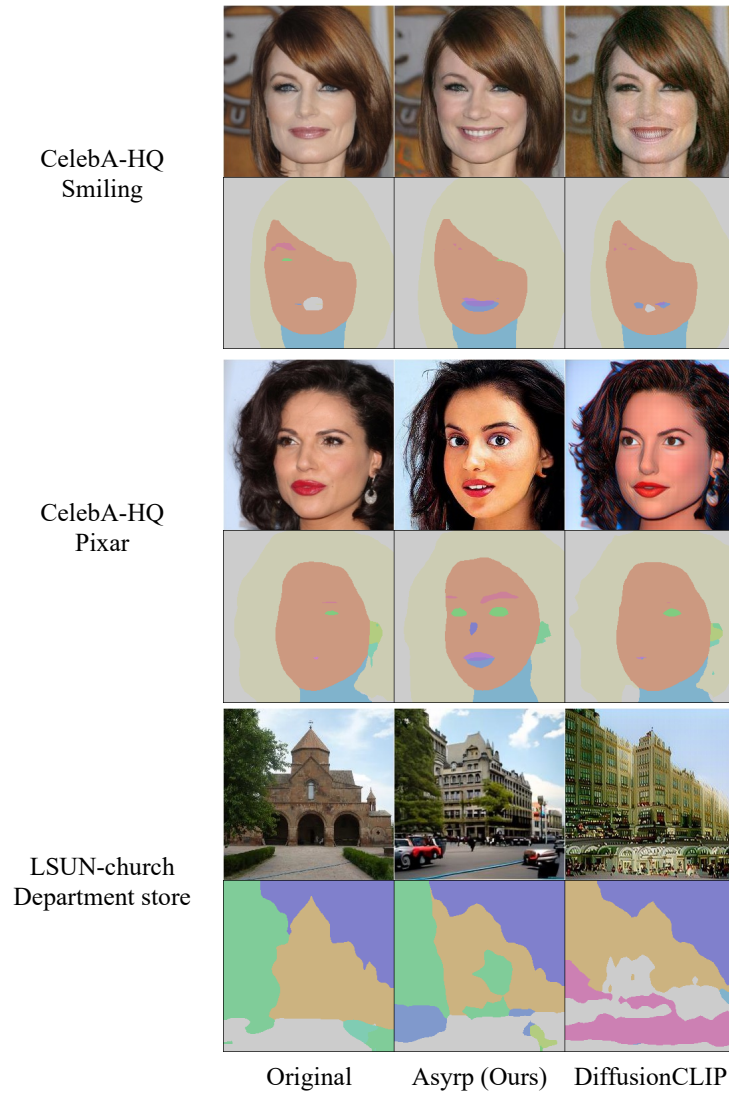 CelebA-HQ
Smiling
CelebA-HQ
Pixar
LSUN-church
Department store
Original
Asyrp (Ours)
DiffusionCLIP